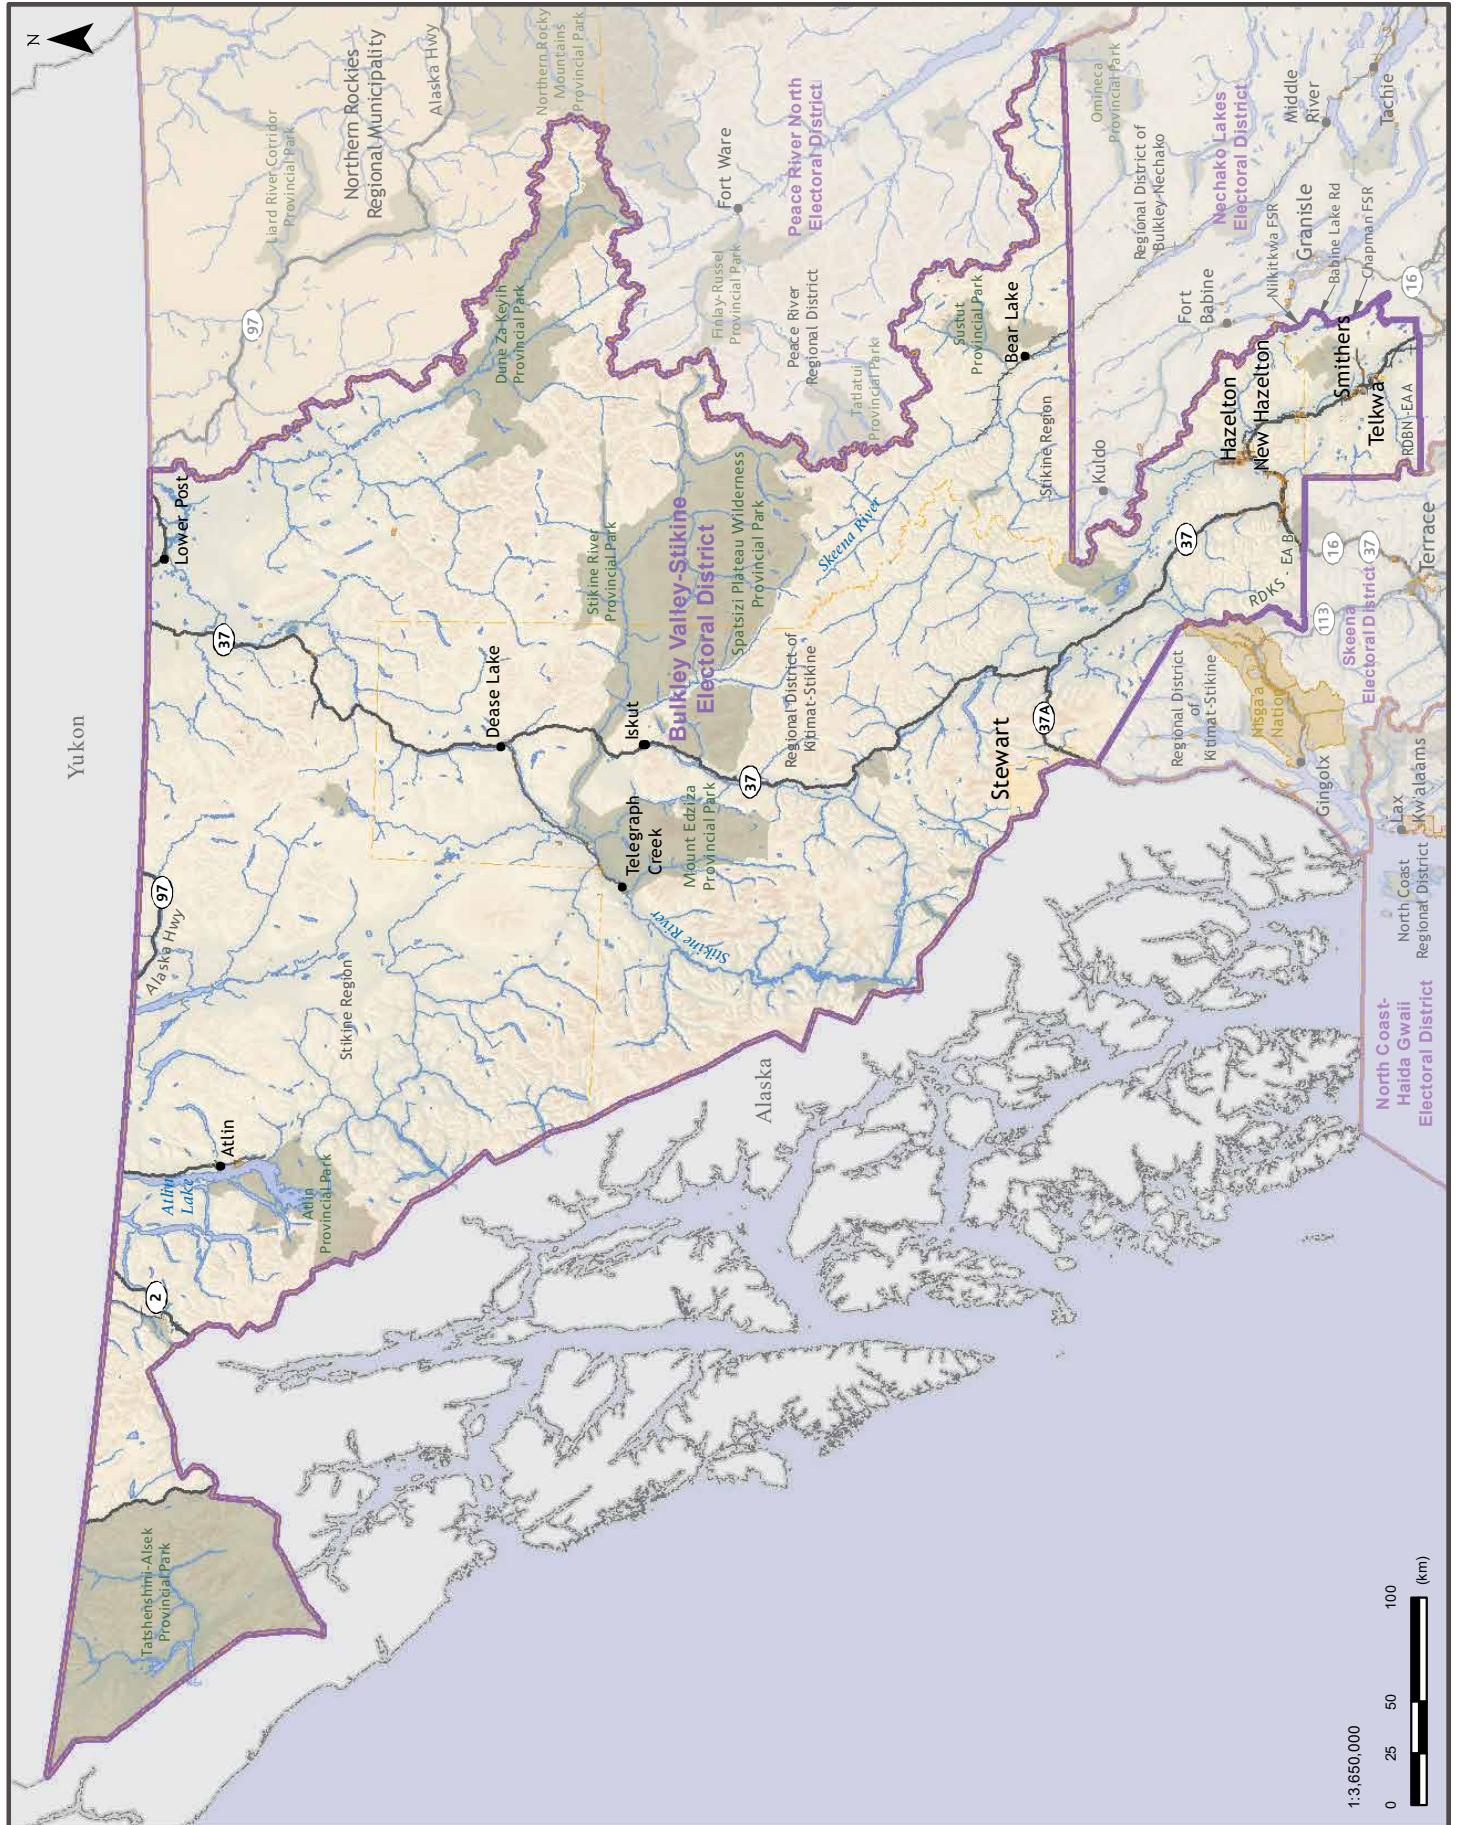 N
Yukon
Alaska
Northern Rockies
Regional Municipality
Alaska Hwy
Northern Rocky
Mountains
Provincial Park
Liard River Corridor
Provincial Park
97
Lower Post
37
97
Alaska Hwy
Stikine Region
Atlin
Atlin
Lake
Atlin
Provincial Park
2
Tatshenshini-Alsek
Provincial Park
Dune Za Keyih
Provincial Park
Dease Lake
Stikine River
Provincial Park
Iskut
Telegraph
Creek
Mount Edziza
Provincial Park
Stikine River
Bulkley Valley-Stikine
Electoral District
Spatsizi Plateau Wilderness
Provincial Park
37
Regional District of
Kitimat-Stikine
Skeena River
Finlay-Russel
Provincial Park
Fort Ware
Peace River North
Electoral District
Peace River
Regional District
Tatlatui
Provincial Park
Sustut
Provincial Park
Bear Lake
Stikine Region
Omineca
Provincial Park
Regional District of
Bulkley-Nechako
Nechako Lakes
Electoral District
Middle
River
Tachie
Fort
Babine
Nilkitkwa FSR
Granisle
Babine Lake Rd
Chapman FSR
16
Kuldo
Hazelton
New Hazelton
Smithers
Telkwa
RDBN -EA A
37
RDKS - EA B
Stewart
37A
Regional District
of
Kitimat-Stikine
Nisga'a
Nation
113
16
37
Skeena
Electoral District
Terrace
Gingolx
Lax
Kw'alaams
North Coast
Regional District
North Coast-
Haida Gwaii
Electoral District
1:3,650,000
0 25 50 100
(km)